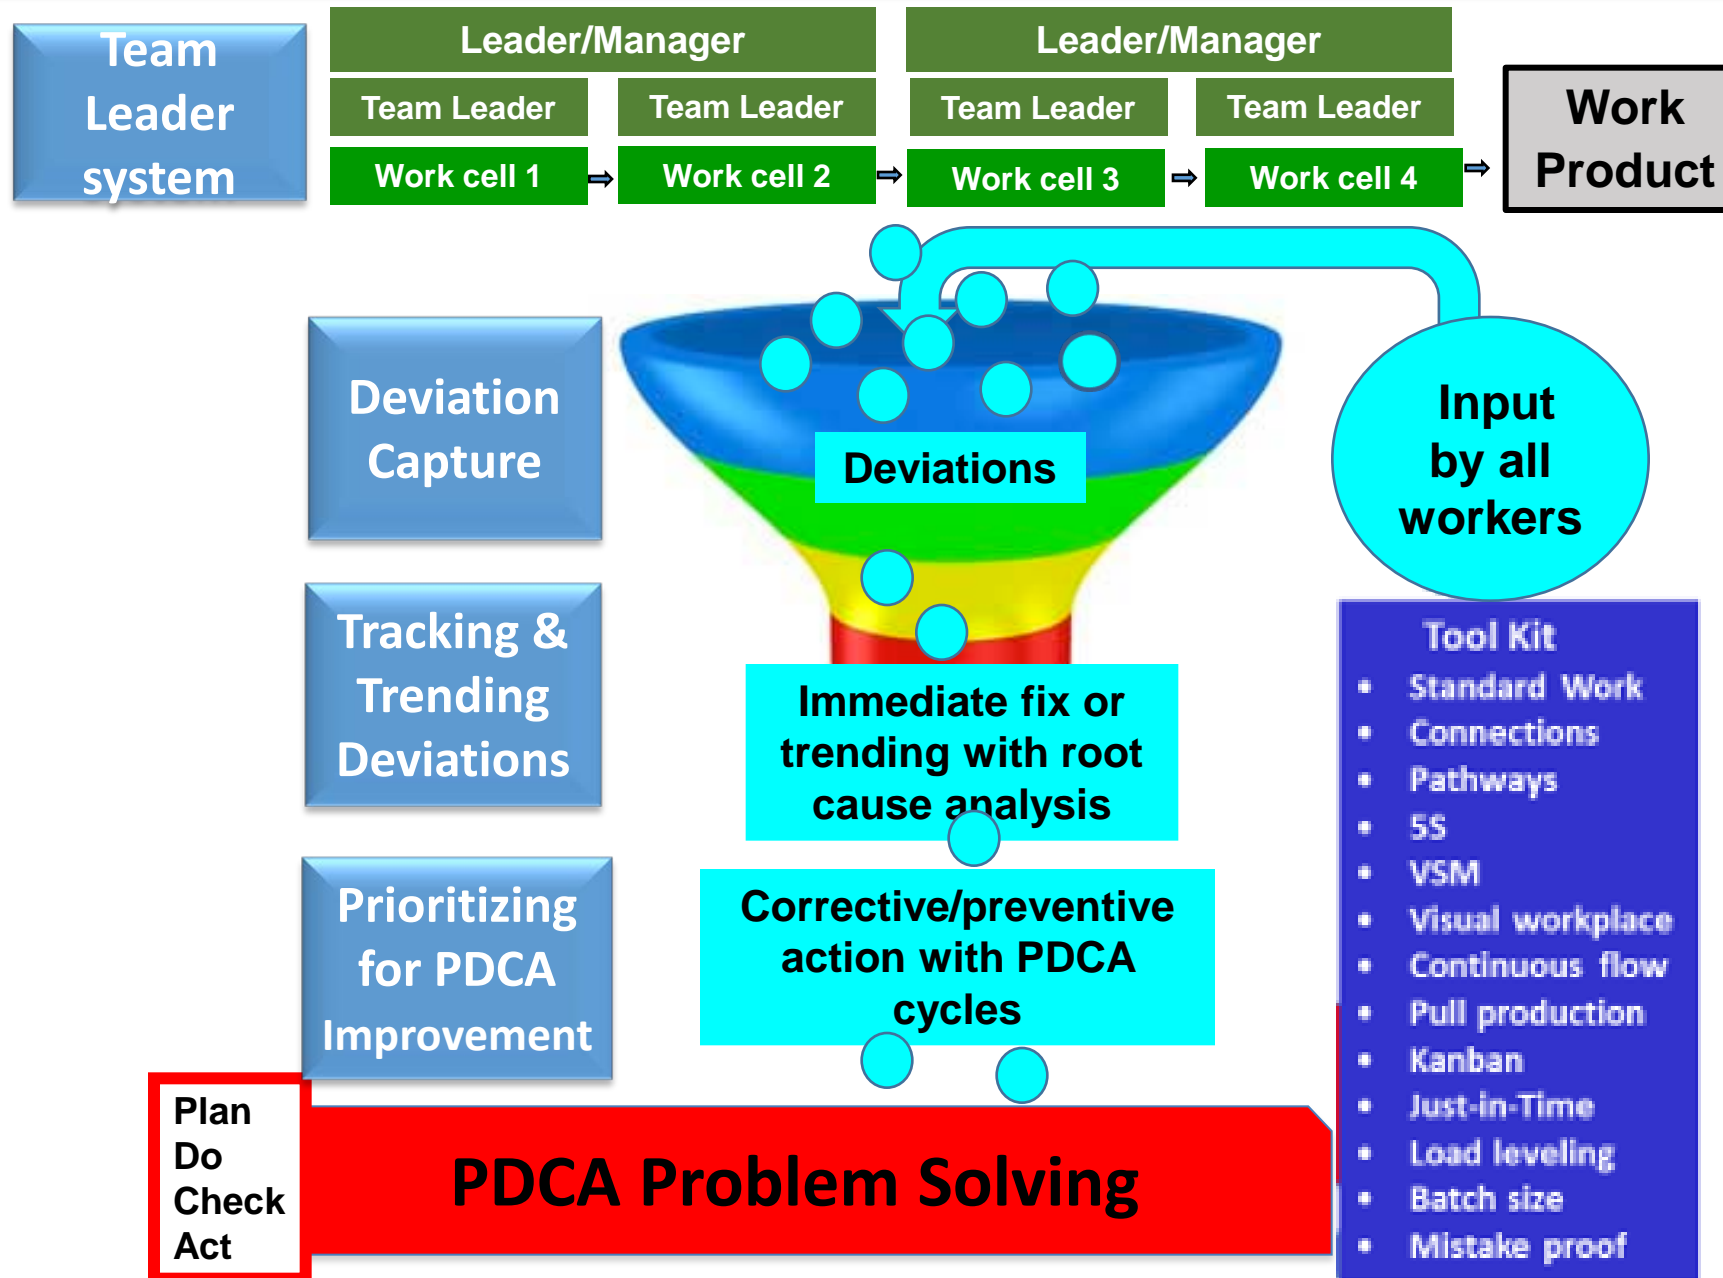 Team
Leader
system
Leader/Manager
Leader/Manager
Team Leader
Team Leader
Team Leader
Team Leader
Work cell 1
Work cell 2
Work cell 3
Work cell 4
Work
Product
Deviation
Capture
Deviations
Input
by all
workers
Tracking &
Trending
Deviations
Immediate fix or
trending with root
cause analysis
Prioritizing
for PDCA
Improvement
Corrective/preventive
action with PDCA
cycles
Tool Kit
• Standard Work
• Connections
• Pathways
• 5S
• VSM
• Visual workplace
• Continuous flow
• Pull production
• Kanban
• Just-in-Time
• Load leveling
• Batch size
• Mistake proof
Plan
Do
Check
Act
PDCA Problem Solving